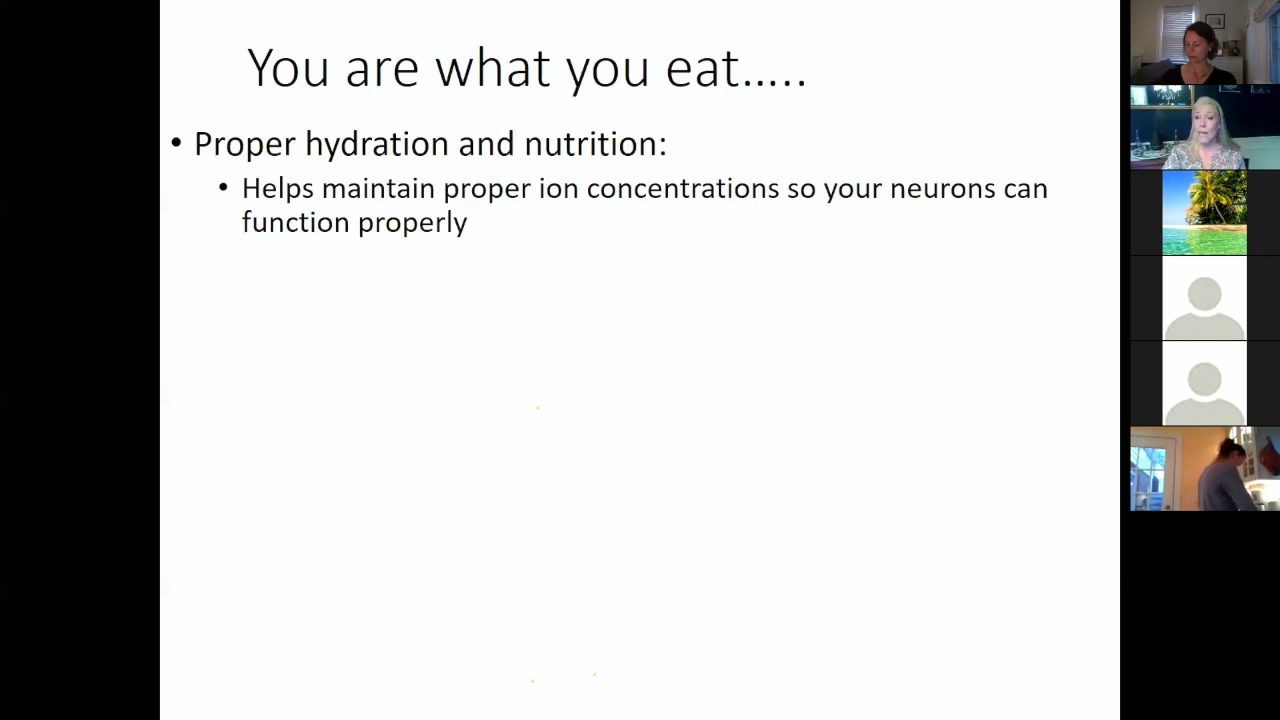 You are what you eat…..
• Proper hydration and nutrition:
• Helps maintain proper ion concentrations so your neurons can
function properly